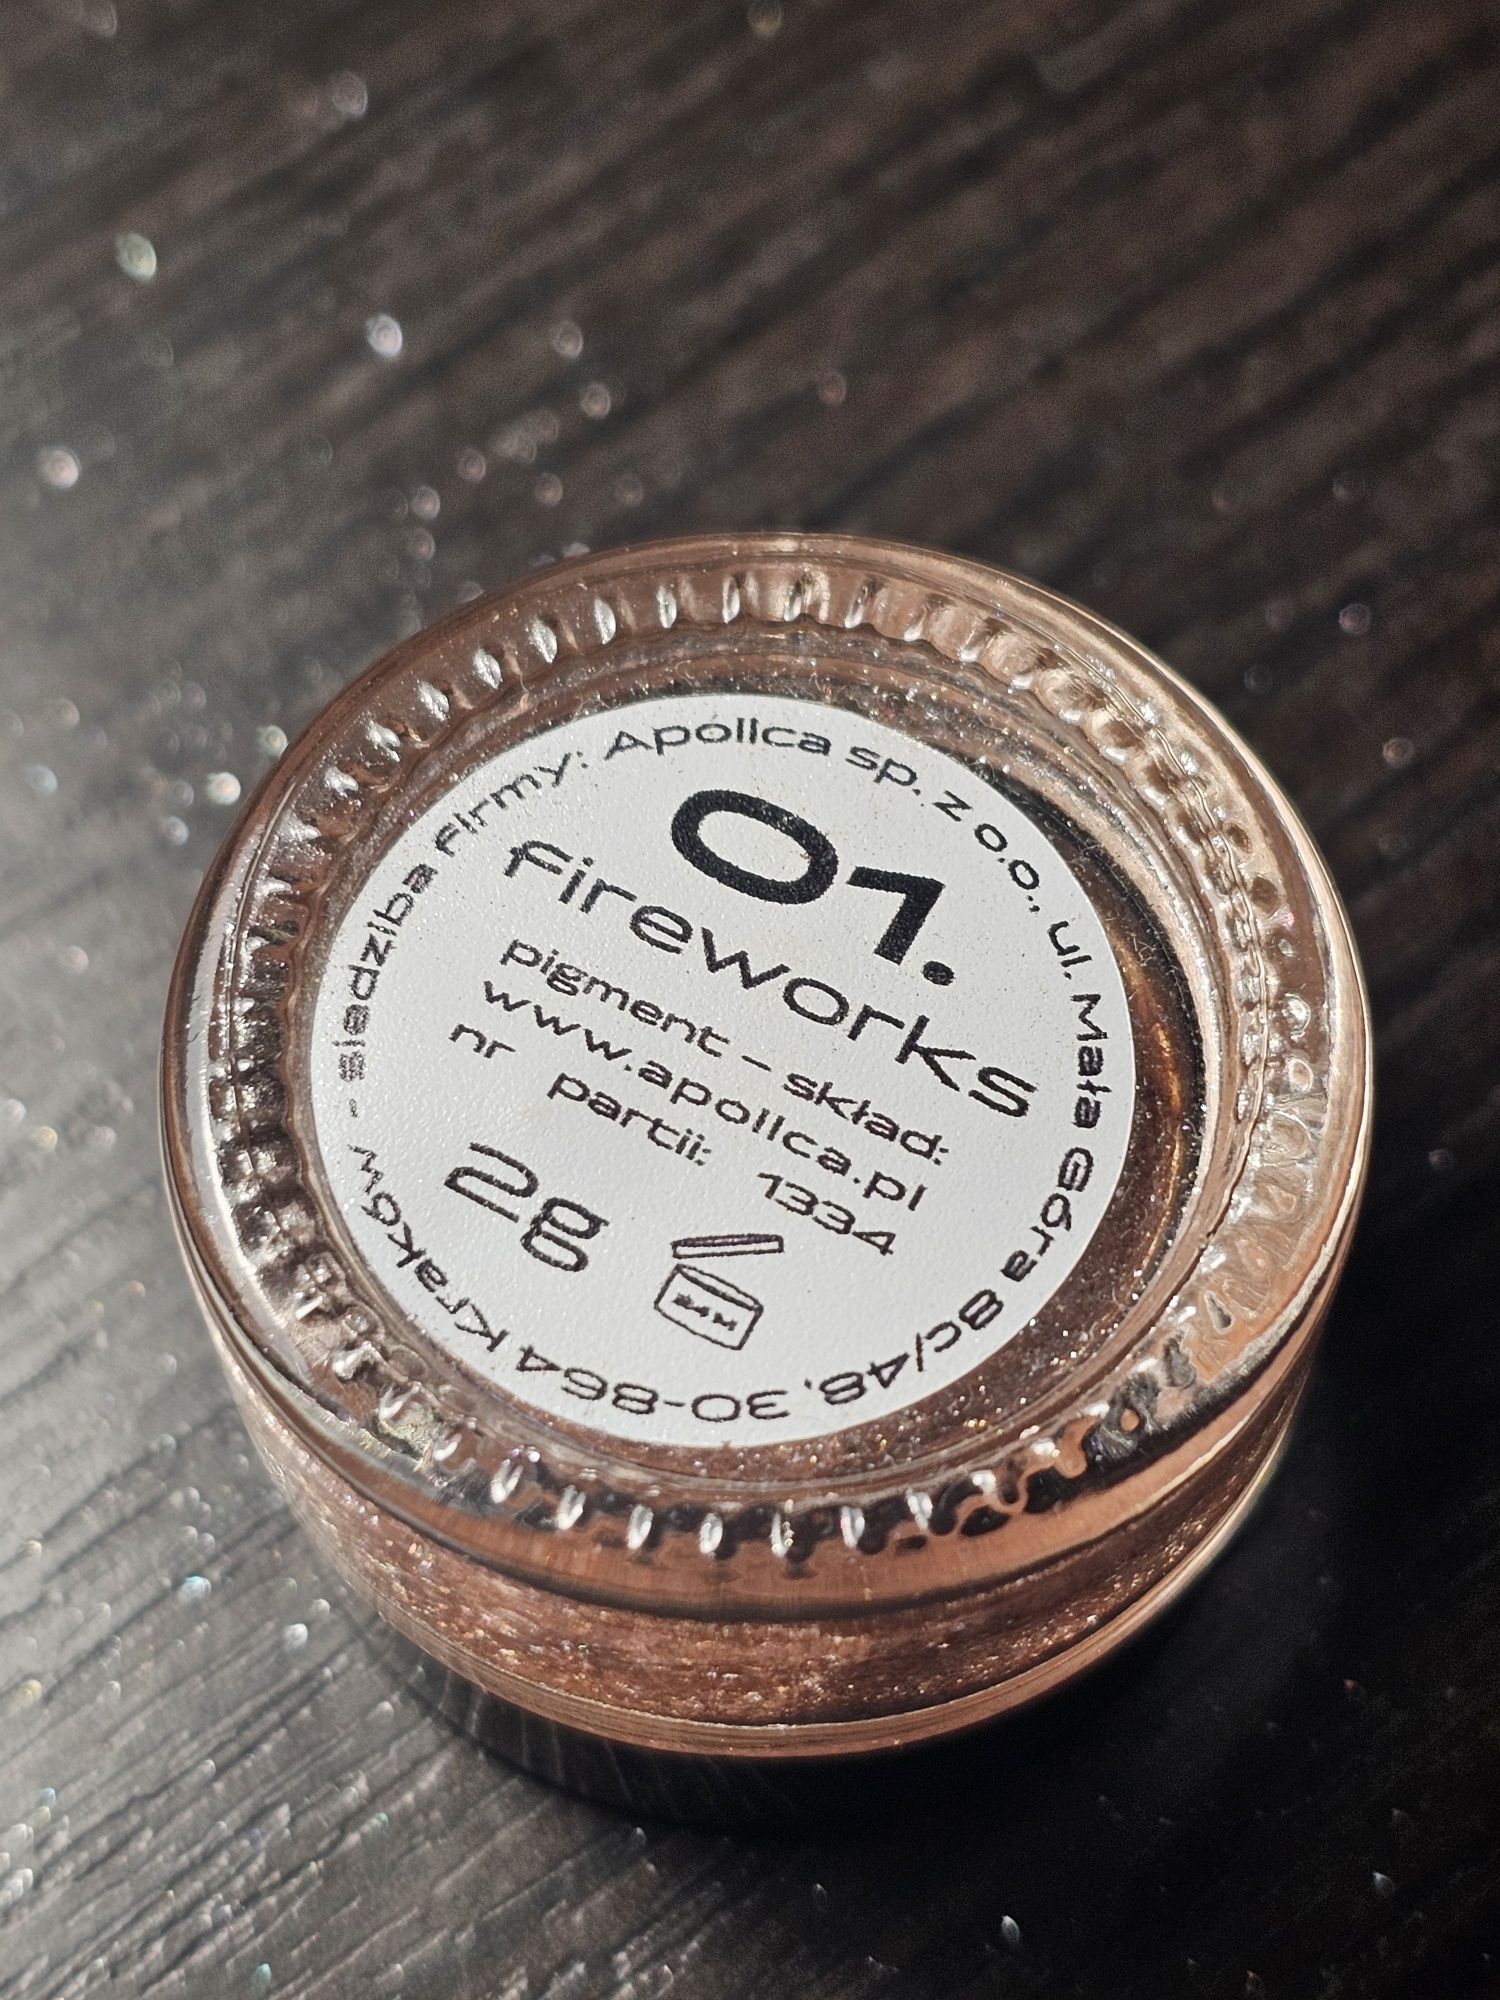 01.
fireworks
pigment – skład:
www.apollca.pl
nr partii: 1334
2g
24 M
siedziba firmy: Apollca sp. z o.o., ul. Mała Góra 8c/48, 30-864 Kraków -